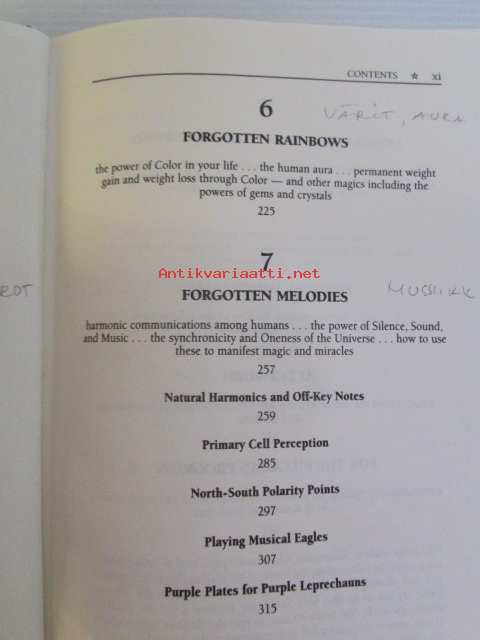 CONTENTS ★ xi
6
VÄRIT, AURA
FORGOTTEN RAINBOWS
the power of Color in your life . . . the human aura . . . permanent weight
gain and weight loss through Color — and other magics including the
powers of gems and crystals
225
7
Antikvariaatti.net
FORGOTTEN MELODIES
harmonic communications among humans . . . the power of Silence, Sound,
and Music . . . the synchronicity and Oneness of the Universe . . . how to use
these to manifest magic and miracles
257
Natural Harmonics and Off-Key Notes
259
Primary Cell Perception
285
North-South Polarity Points
297
Playing Musical Eagles
307
Purple Plates for Purple Leprechauns
315